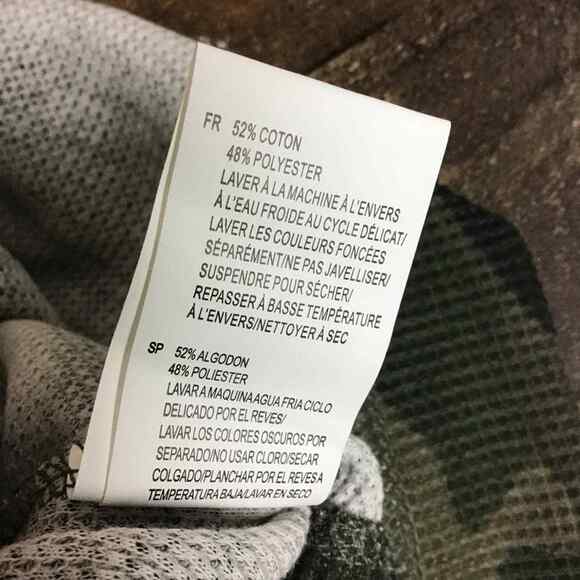 FR 52% COTON
48% POLYESTER
LAVER À LA MACHINE À L'ENVERS
À L'EAU FROIDE AU CYCLE DÉLICAT/
LAVER LES COULEURS FONCÉES
SÉPARÉMENT/NE PAS JAVELLISER/
SUSPENDRE POUR SÉCHER/
REPASSER À BASSE TEMPÉRATURE
À L'ENVERS/NETTOYER À SEC
SP 52% ALGODON
48% POLIESTER
LAVAR A MAQUINA AGUA FRIA CICLO
DELICADO POR EL REVES/
LAVAR LOS COLORES OSCUROS POR
SEPARADO/NO USAR CLORO/SECAR
COLGADO/PLANCHAR POR EL REVES A
TEMPERATURA BAJA/LAVAR EN SECO